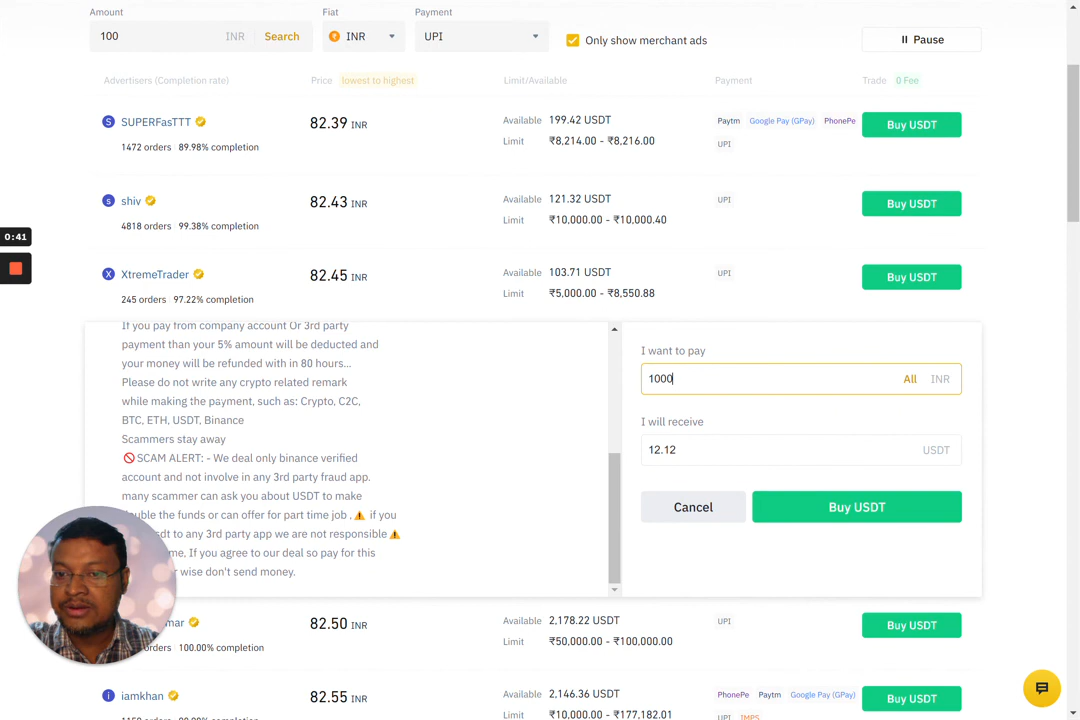 Amount
Fiat
Payment
100 INR Search
INR
UPI
Only show merchant ads
Pause
Advertisers (Completion rate)
Price lowest to highest
Limit/Available
Payment
Trade 0 Fee
S SUPERFasTTT
1472 orders 89.98% completion
82.39 INR
Available 199.42 USDT
Limit ₹8,214.00 - ₹8,216.00
Paytm Google Pay (GPay) PhonePe
UPI
Buy USDT
s shiv
4818 orders 99.38% completion
82.43 INR
Available 121.32 USDT
Limit ₹10,000.00 - ₹10,000.40
UPI
Buy USDT
0:41
X XtremeTrader
245 orders 97.22% completion
82.45 INR
Available 103.71 USDT
Limit ₹5,000.00 - ₹8,550.88
UPI
Buy USDT
If you pay from company account Or 3rd party
payment than your 5% amount will be deducted and
your money will be refunded with in 80 hours...
Please do not write any crypto related remark
while making the payment, such as: Crypto, C2C,
BTC, ETH, USDT, Binance
Scammers stay away
🚫SCAM ALERT: - We deal only binance verified
account and not involve in any 3rd party fraud app.
many scammer can ask you about USDT to make
the funds or can offer for part time job . ⚠ if you
to any 3rd party app we are not responsible ⚠
If you agree to our deal so pay for this
wise don't send money.
I want to pay
1000 All INR
I will receive
12.12 USDT
Cancel
Buy USDT
82.50 INR
100.00% completion
Available 2,178.22 USDT
Limit ₹50,000.00 - ₹100,000.00
UPI
Buy USDT
i iamkhan
82.55 INR
Available 2,146.36 USDT
Limit ₹10,000.00 - ₹177,182.01
PhonePe Paytm Google Pay (GPay)
UPI IMPS
Buy USDT